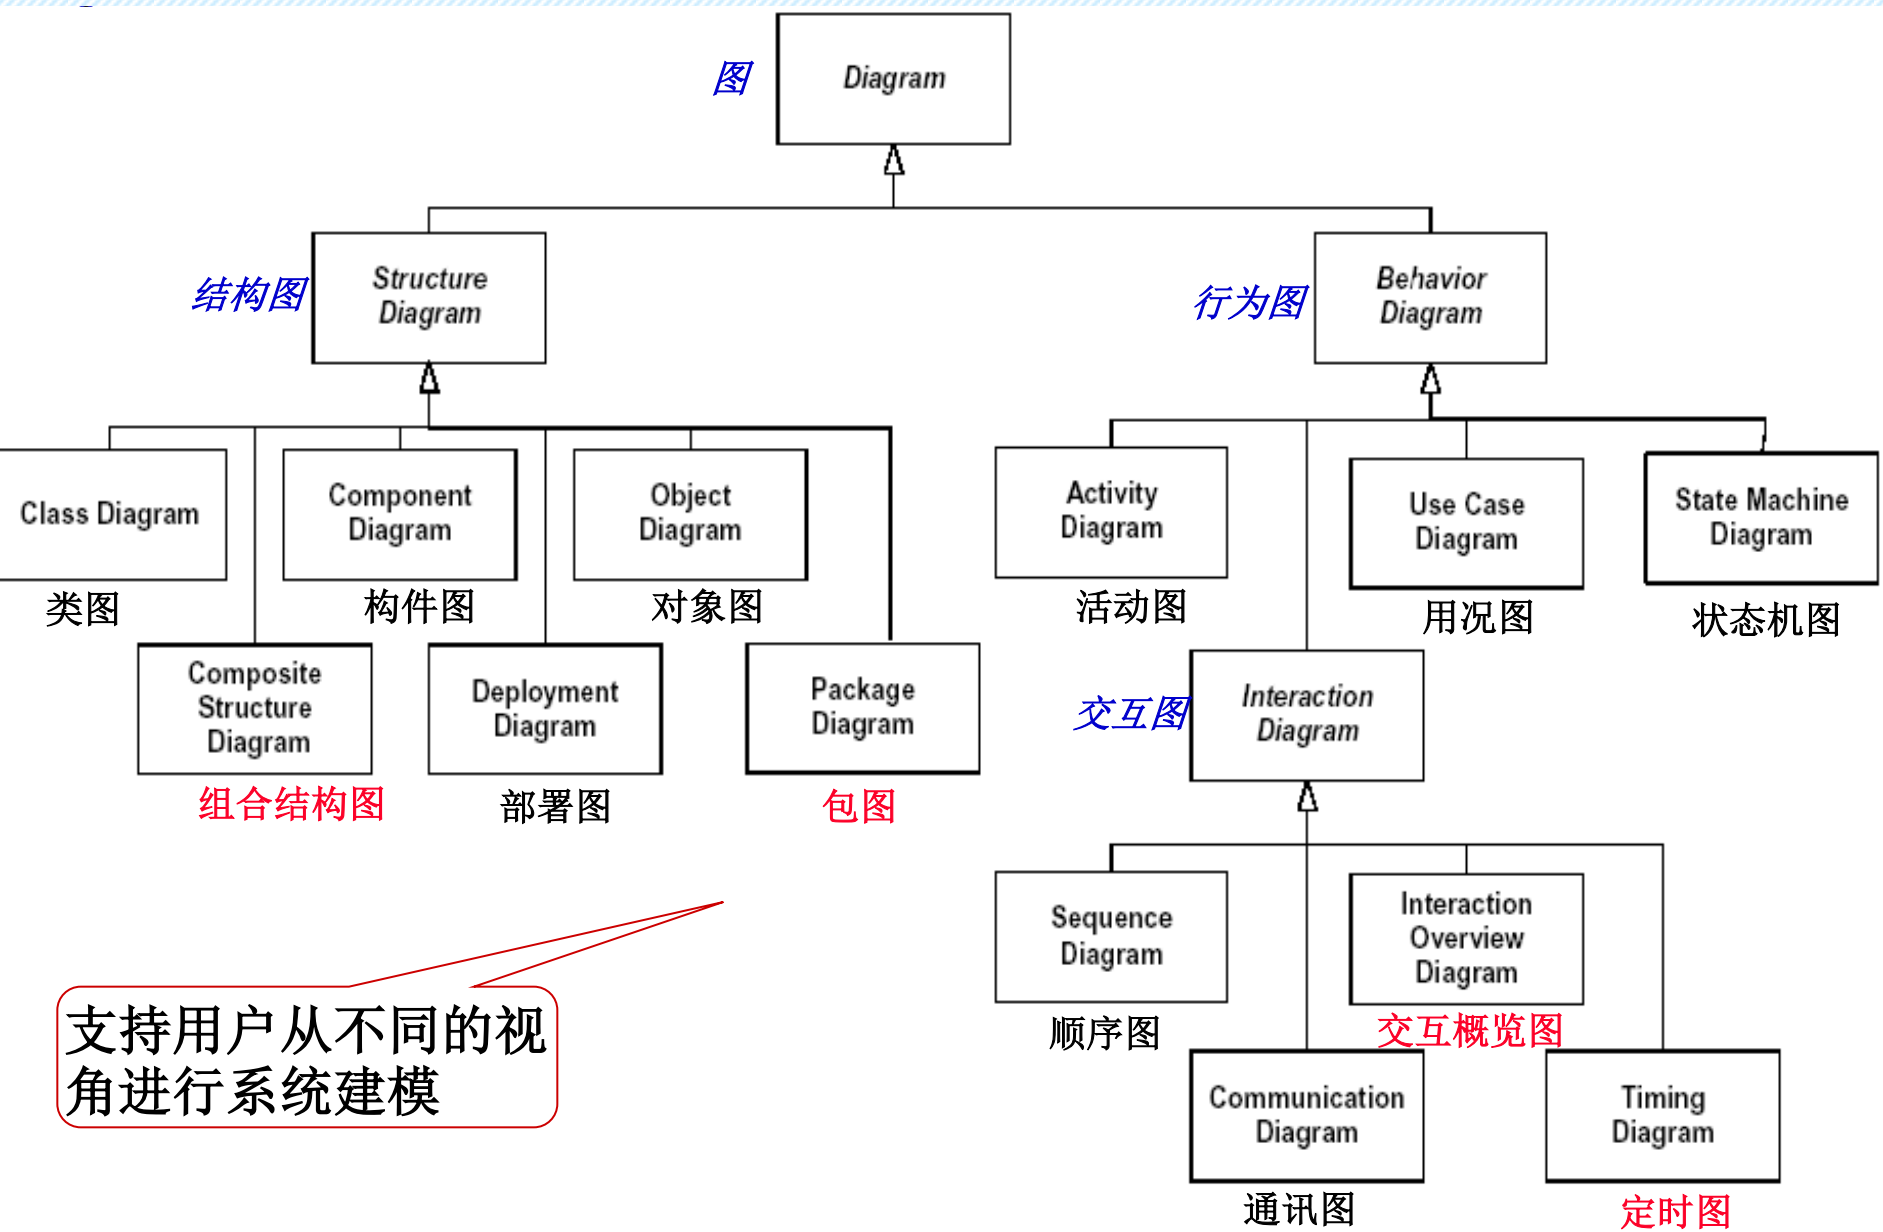 图
Diagram
结构图
Structure
Diagram
行为图
Behavior
Diagram
Class Diagram
类图
Component
Diagram
构件图
Object
Diagram
对象图
Activity
Diagram
活动图
Use Case
Diagram
用况图
State Machine
Diagram
状态机图
Composite
Structure
Diagram
组合结构图
Deployment
Diagram
部署图
Package
Diagram
包图
交互图
Interaction
Diagram
Sequence
Diagram
顺序图
Interaction
Overview
Diagram
交互概览图
支持用户从不同的视
角进行系统建模
Communication
Diagram
通讯图
Timing
Diagram
定时图